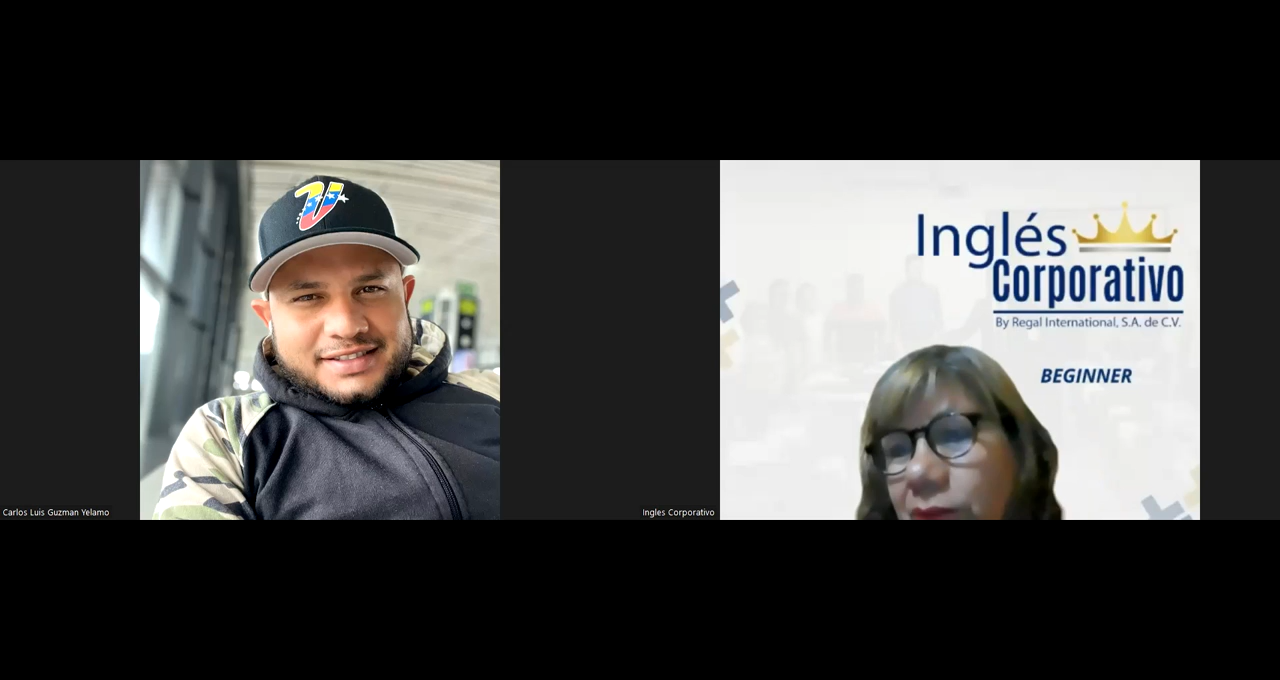 V
Inglés
Corporativo
By Regal International, S.A. de C.V.
BEGINNER
Carlos Luis Guzman Yelamo
Ingles Corporativo